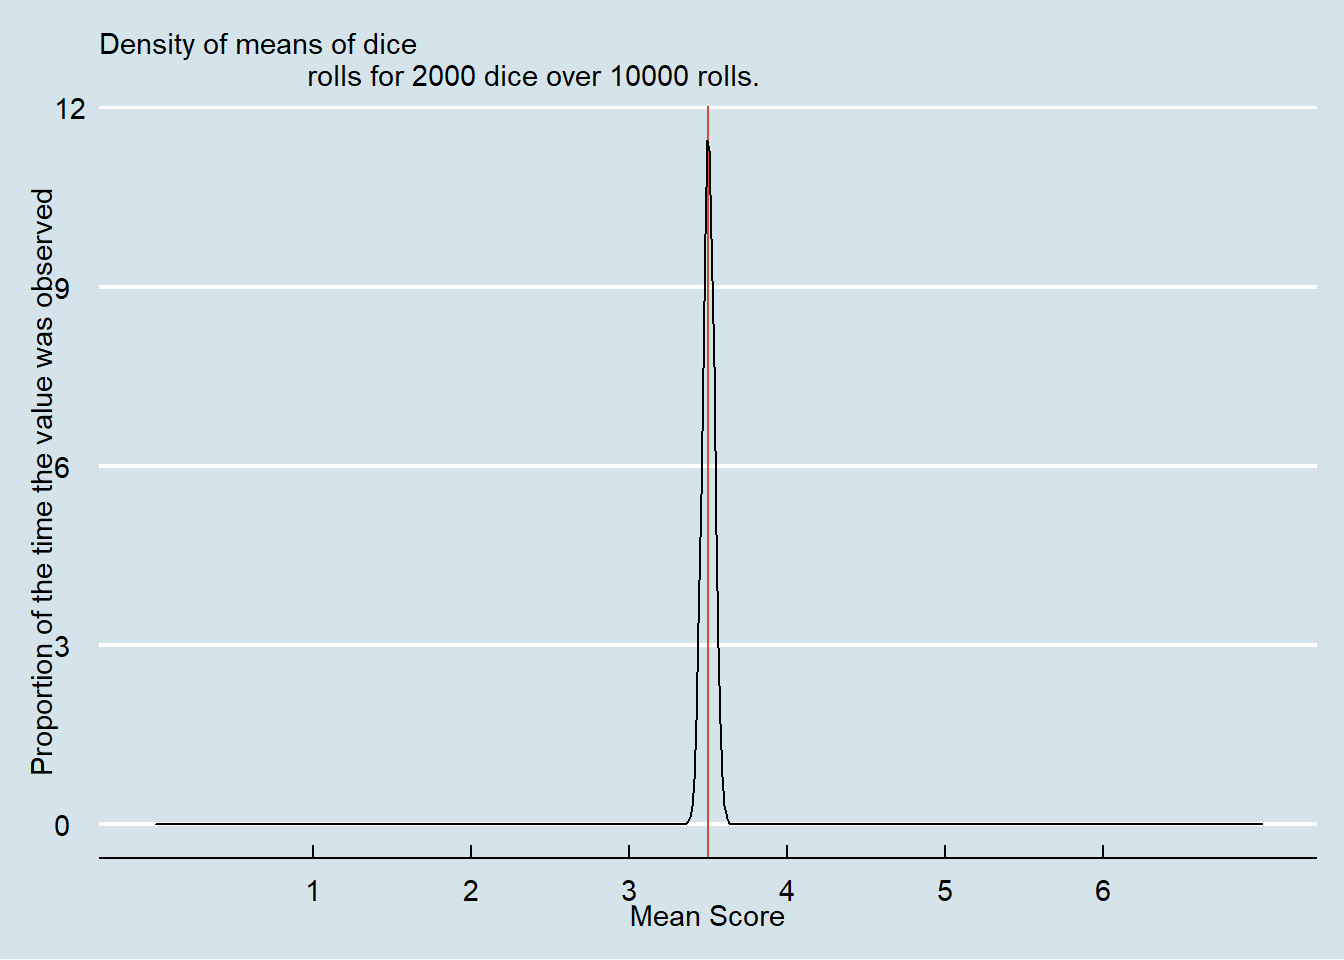 Density of means of dice
rolls for 2000 dice over 10000 rolls.
Proportion of the time the value was observed
12
9
6
3
0
1 2 3 4 5 6
Mean Score